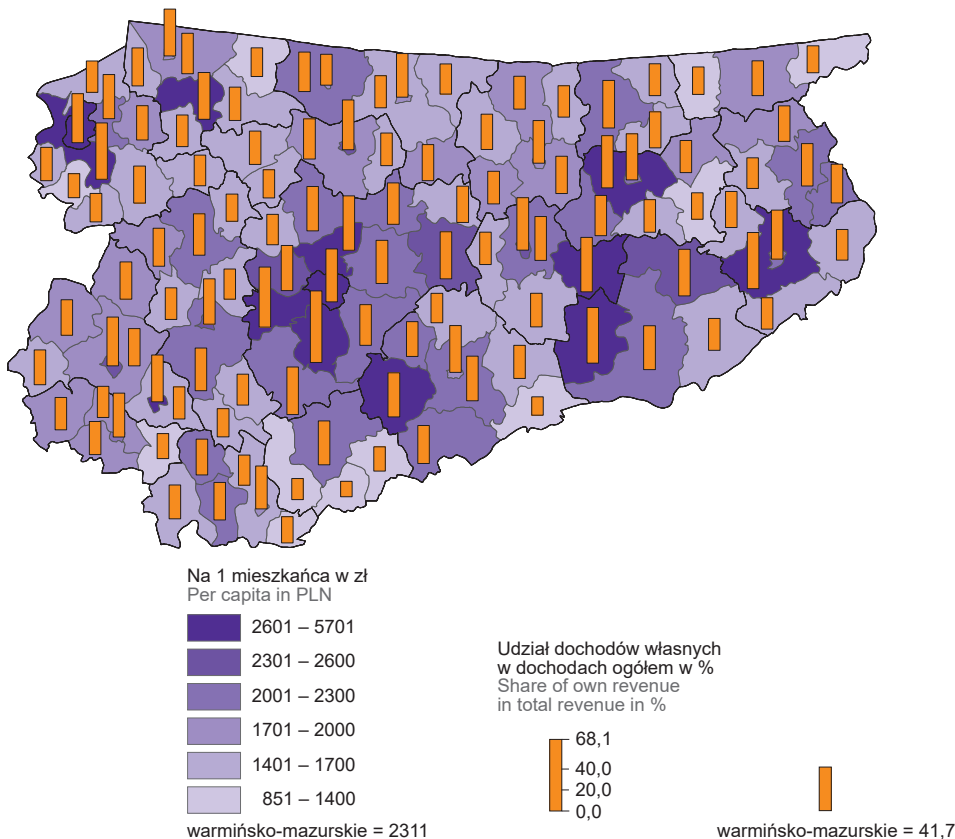 Na 1 mieszkańca w zł
Per capita in PLN
2601 – 5701
2301 – 2600
2001 – 2300
1701 – 2000
1401 – 1700
851 – 1400
warmińsko-mazurskie = 2311
Udział dochodów własnych
w dochodach ogółem w %
Share of own revenue
in total revenue in %
68,1
40,0
20,0
0,0
warmińsko-mazurskie = 41,7